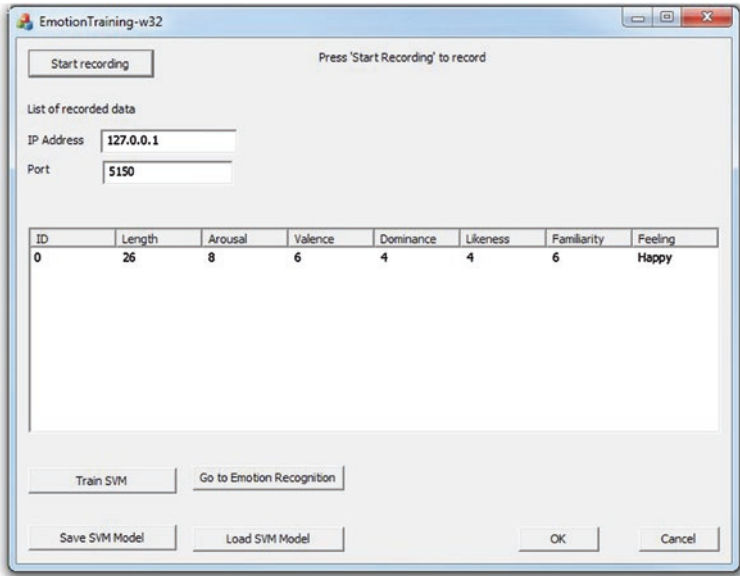 EmotionTraining-w32
Start recording
Press 'Start Recording' to record
List of recorded data
IP Address 127.0.0.1
Port 5150
ID Length Arousal Valence Dominance Likeness Familiarity Feeling
0 26 8 6 4 4 6 Happy
Train SVM Go to Emotion Recognition
Save SVM Model Load SVM Model OK Cancel